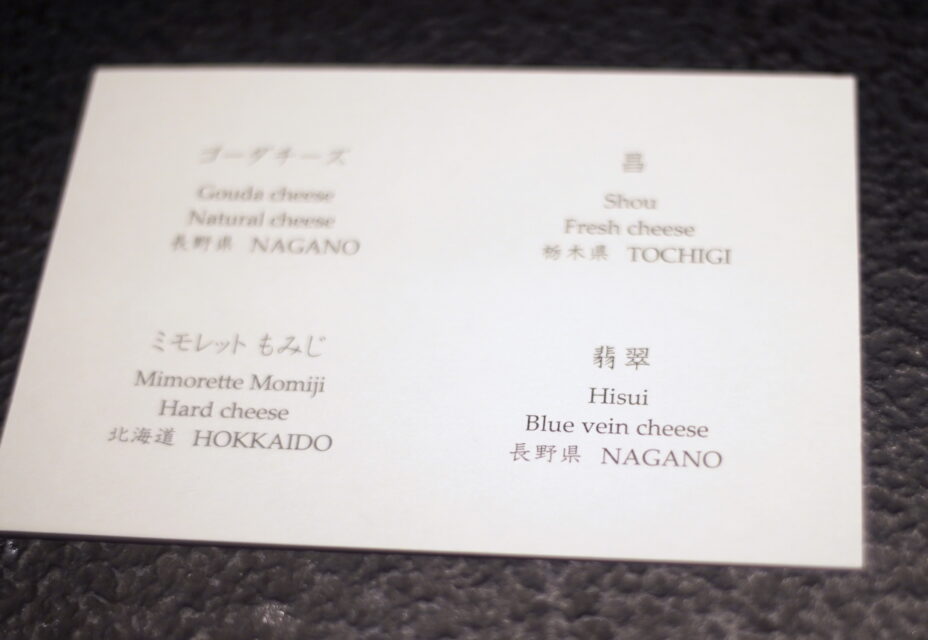 ゴーダチーズ
Gouda cheese
Natural cheese
長野県 NAGANO
昌
Shou
Fresh cheese
栃木県 TOCHIGI
ミモレット もみじ
Mimorette Momiji
Hard cheese
北海道 HOKKAIDO
翡翠
Hisui
Blue vein cheese
長野県 NAGANO